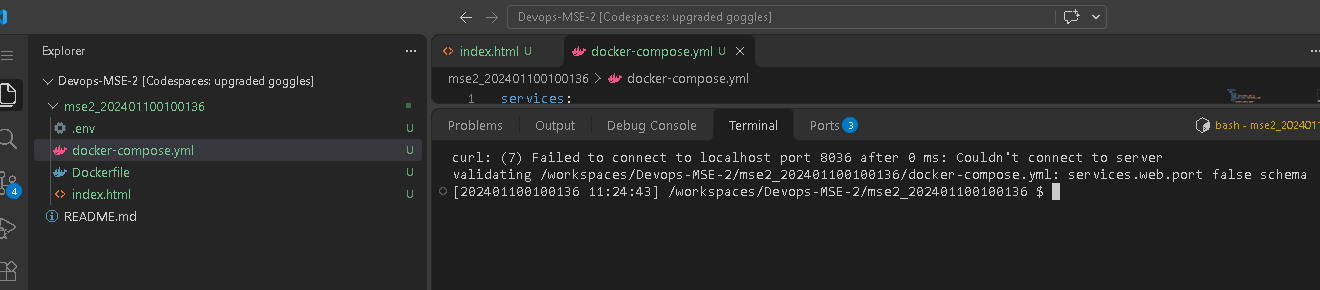 Devops-MSE-2 [Codespaces: upgraded goggles]
Explorer
Devops-MSE-2 [Codespaces: upgraded goggles]
mse2_202401100100136
.env U
docker-compose.yml U
Dockerfile U
index.html U
README.md
4
index.html U
docker-compose.yml U
mse2_202401100100136 > docker-compose.yml
1 services:
Problems Output Debug Console Terminal Ports 3
bash - mse2_20240117
curl: (7) Failed to connect to localhost port 8036 after 0 ms: Couldn't connect to server
validating /workspaces/Devops-MSE-2/mse2_202401100100136/docker-compose.yml: services.web.port false schema
[202401100100136 11:24:43] /workspaces/Devops-MSE-2/mse2_202401100100136 $